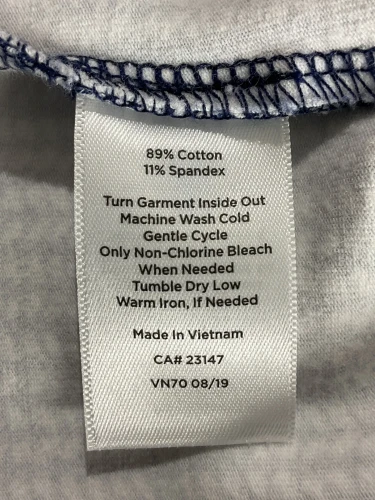 89% Cotton
11% Spandex
Turn Garment Inside Out
Machine Wash Cold
Gentle Cycle
Only Non-Chlorine Bleach
When Needed
Tumble Dry Low
Warm Iron, If Needed
Made In Vietnam
CA# 23147
VN70 08/19